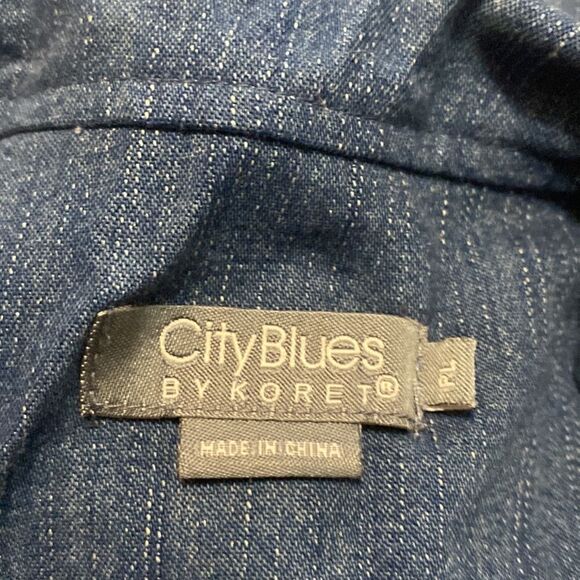 CityBlues
BY KORET®
PL
MADE IN CHINA